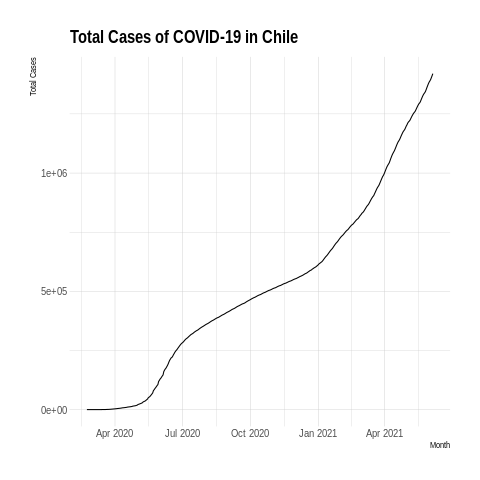 Total Cases of COVID-19 in Chile
Total Cases
1e+06
5e+05
0e+00
Apr 2020 Jul 2020 Oct 2020 Jan 2021 Apr 2021
Month